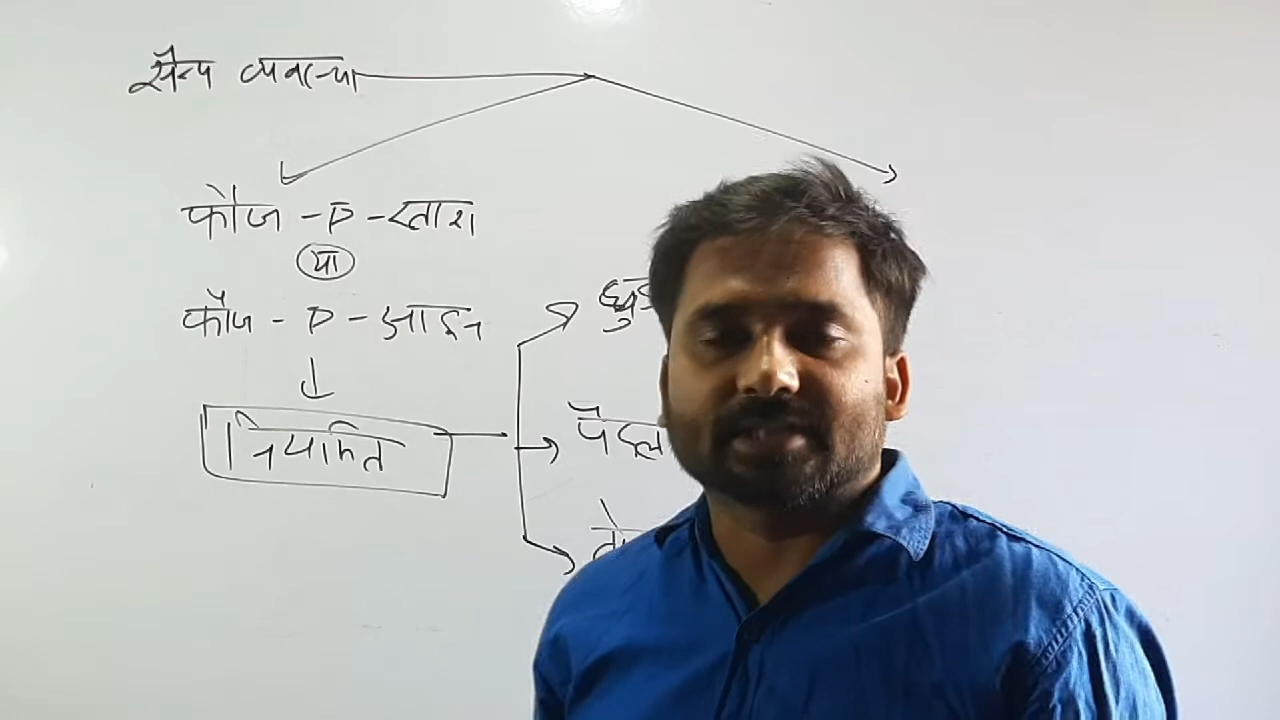 सैन्य व्यवस्था
फौज - ए - खास
या
फौज - ए - आइन
नियमित
घुड
पैदल
तो